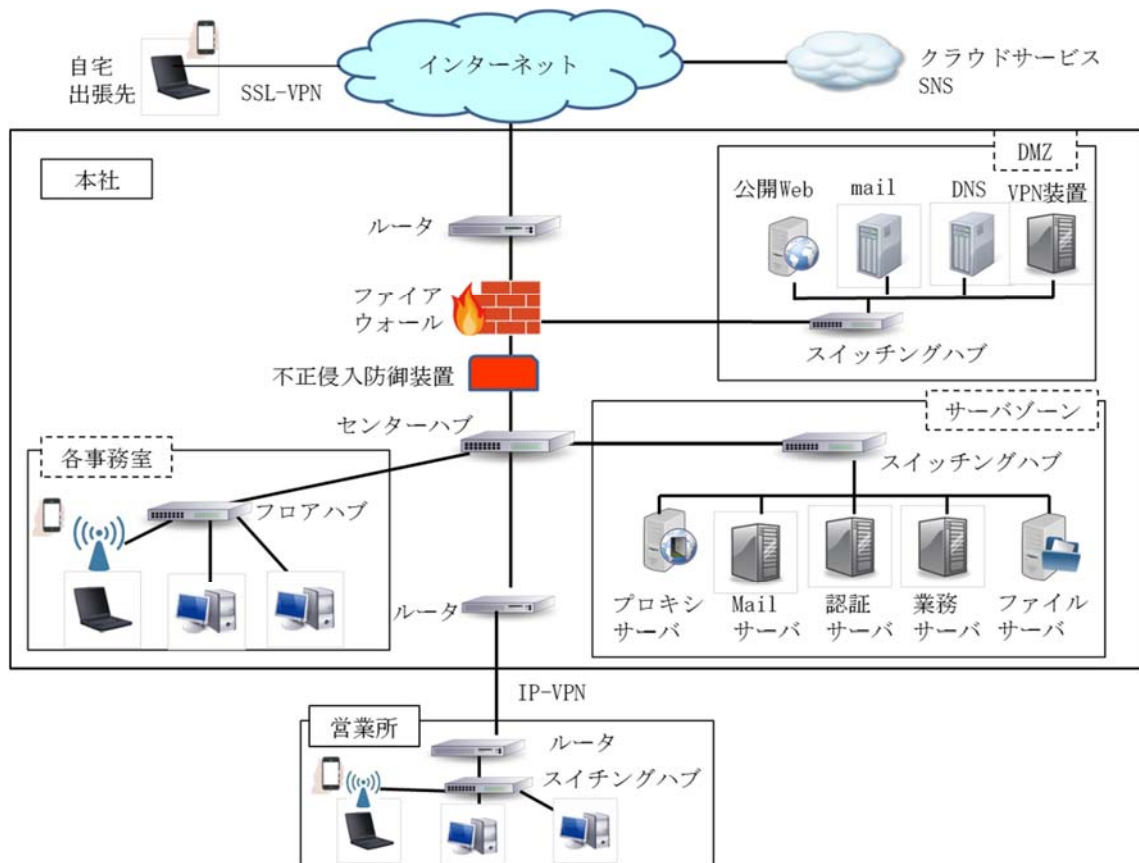 自宅
出張先
SSL-VPN
インターネット
クラウドサービス
SNS
本社
DMZ
公開Web
mail
DNS
VPN装置
ルータ
ファイア
ウォール
スイッチングハブ
不正侵入防御装置
センターハブ
サーバゾーン
各事務室
スイッチングハブ
フロアハブ
ルータ
プロキシ
サーバ
Mail
サーバ
認証
サーバ
業務
サーバ
ファイル
サーバ
IP-VPN
営業所
ルータ
スイチングハブ